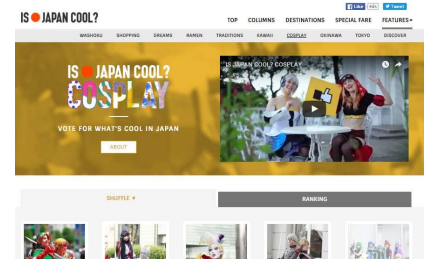 Like
Tweet
IS JAPAN COOL?
TOP COLUMNS DESTINATIONS SPECIAL FARE FEATURES
WASHOKU SHOPPING DREAMS RAMEN TRADITIONS KAWAII COSPLAY OKINAWA TOKYO DISCOVER
IS JAPAN COOL?
COSPLAY
VOTE FOR WHAT'S COOL IN JAPAN
ABOUT
IS JAPAN COOL? COSPLAY
SHUFFLE ▼
RANKING